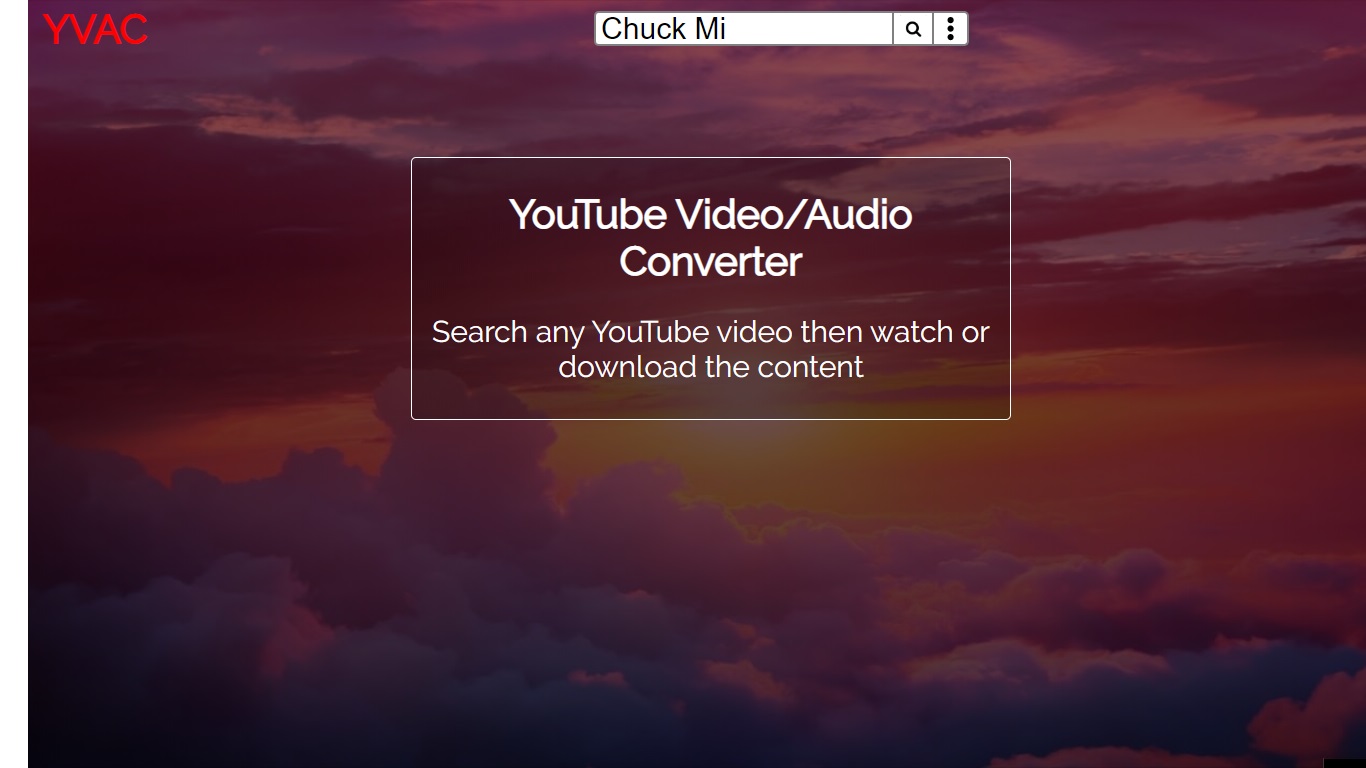 YVAC
Chuck Mi
YouTube Video/Audio
Converter
Search any YouTube video then watch or
download the content